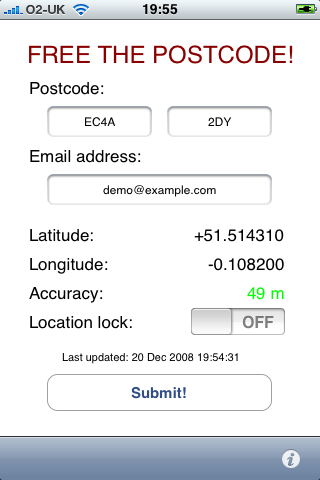 O2-UK 19:55
FREE THE POSTCODE!
Postcode:
EC4A 2DY
Email address:
demo@example.com
Latitude: +51.514310
Longitude: -0.108200
Accuracy: 49 m
Location lock: OFF
Last updated: 20 Dec 2008 19:54:31
Submit!
i